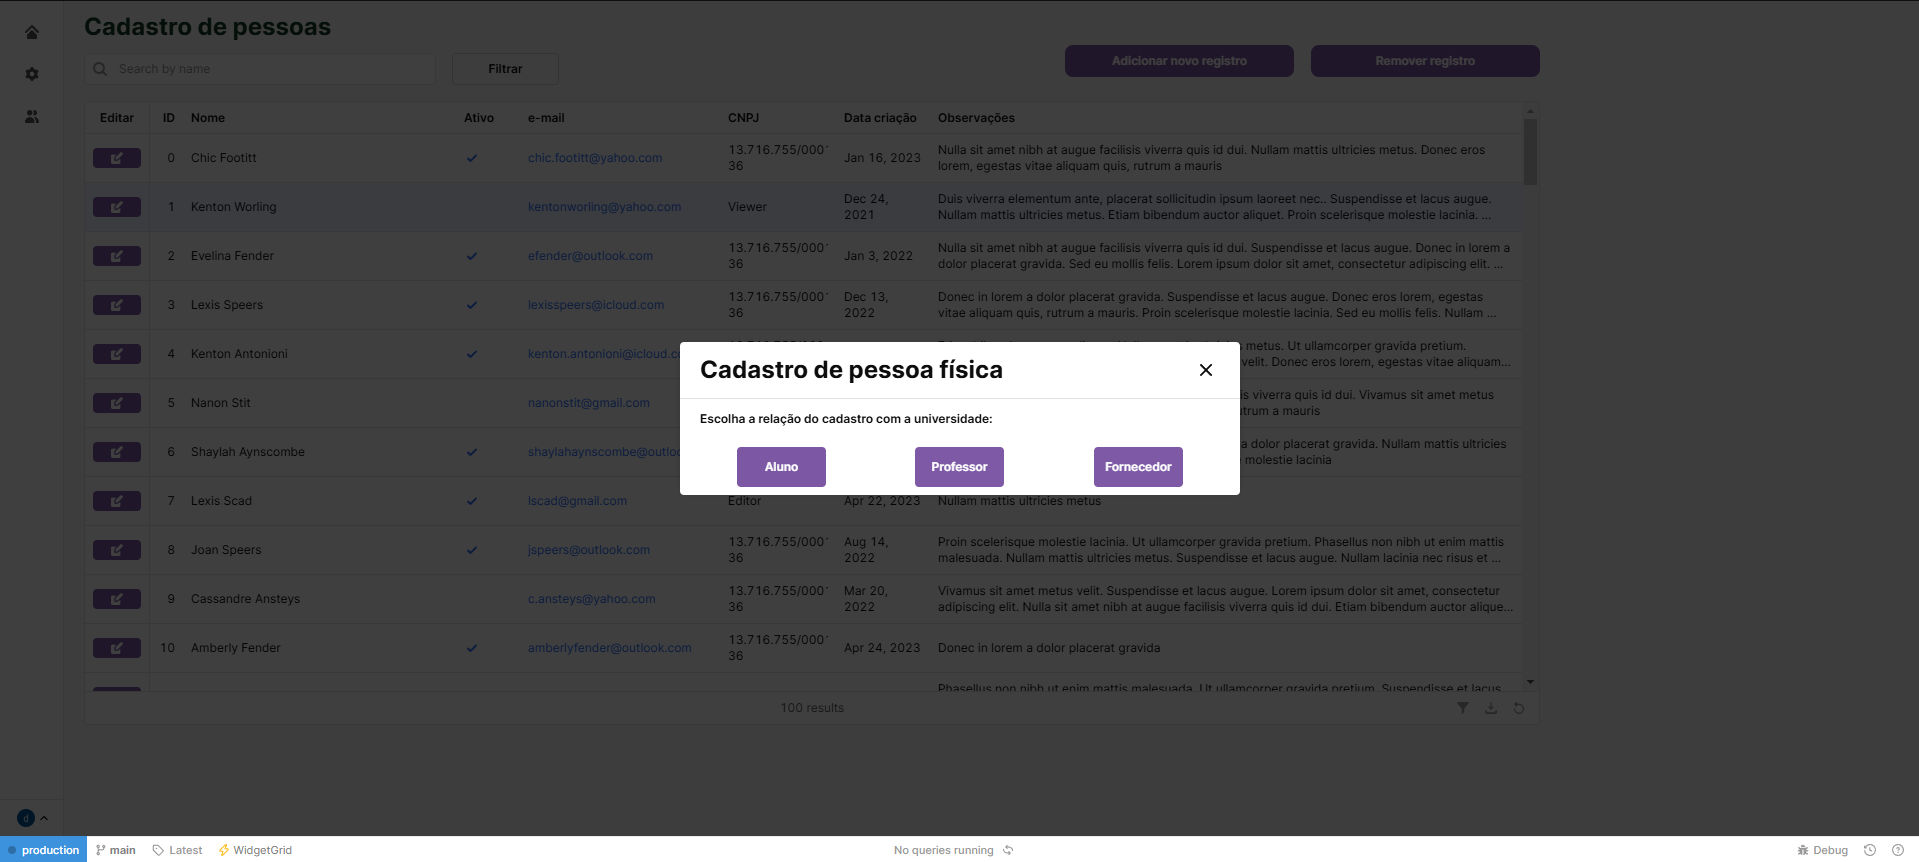 Cadastro de pessoas
Search by name
Filtrar
Adicionar novo registro
Remover registro
Editar ID Nome Ativo e-mail CNPJ Data criação Observações
0 Chic Footitt chic.footitt@yahoo.com 13.716.755/000 36 Jan 16, 2023 Nulla sit amet nibh at augue facilisis viverra quis id dui. Nullam mattis ultricies metus. Donec eros
lorem, egestas vitae aliquam quis, rutrum a mauris
1 Kenton Worling kentonworling@yahoo.com Viewer Dec 24, 2021 Duis viverra elementum ante, placerat sollicitudin ipsum laoreet nec.. Suspendisse et lacus augue.
Nullam mattis ultricies metus. Etiam bibendum auctor aliquet. Proin scelerisque molestie lacinia. ...
2 Evelina Fender efender@outlook.com 13.716.755/000 36 Jan 3, 2022 Nulla sit amet nibh at augue facilisis viverra quis id dui. Suspendisse et lacus augue. Donec in lorem a
dolor placerat gravida. Sed eu mollis felis. Lorem ipsum dolor sit amet, consectetur adipiscing elit. ...
3 Lexis Speers lexisspeers@icloud.com 13.716.755/000 36 Dec 13, 2022 Donec in lorem a dolor placerat gravida. Suspendisse et lacus augue. Donec eros lorem, egestas
vitae aliquam quis, rutrum a mauris. Proin scelerisque molestie lacinia. Sed eu mollis felis. Nullam ...
4 Kenton Antonioni kenton.antonioni@icloud.c metus. Ut ullamcorper gravida pretium.
velit. Donec eros lorem, egestas vitae aliquam...
Cadastro de pessoa física
Escolha a relação do cadastro com a universidade:
Aluno
Professor
Fornecedor
5 Nanon Stit nanonstit@gmail.com viverra quis id dui. Vivamus sit amet metus
rutrum a mauris
6 Shaylah Aynscombe shaylahaynscombe@outlo a dolor placerat gravida. Nullam mattis ultricies
molestie lacinia
7 Lexis Scad lscad@gmail.com Editor Apr 22, 2023 Nullam mattis ultricies metus
8 Joan Speers jspeers@outlook.com 13.716.755/000 36 Aug 14, 2022 Proin scelerisque molestie lacinia. Ut ullamcorper gravida pretium. Phasellus non nibh ut enim mattis
malesuada. Nullam mattis ultricies metus. Suspendisse et lacus augue. Nullam lacinia nec risus et ...
9 Cassandre Ansteys c.ansteys@yahoo.com 13.716.755/000 36 Mar 20, 2022 Vivamus sit amet metus velit. Suspendisse et lacus augue. Lorem ipsum dolor sit amet, consectetur
adipiscing elit. Nulla sit amet nibh at augue facilisis viverra quis id dui. Etiam bibendum auctor alique...
10 Amberly Fender amberlyfender@outlook.com 13.716.755/000 36 Apr 24, 2023 Donec in lorem a dolor placerat gravida
Phasellus non nibh ut enim mattis malesuada. Ut ullamcorper gravida pretium. Suspendisse et lacus
100 results
d
production main Latest WidgetGrid No queries running Debug